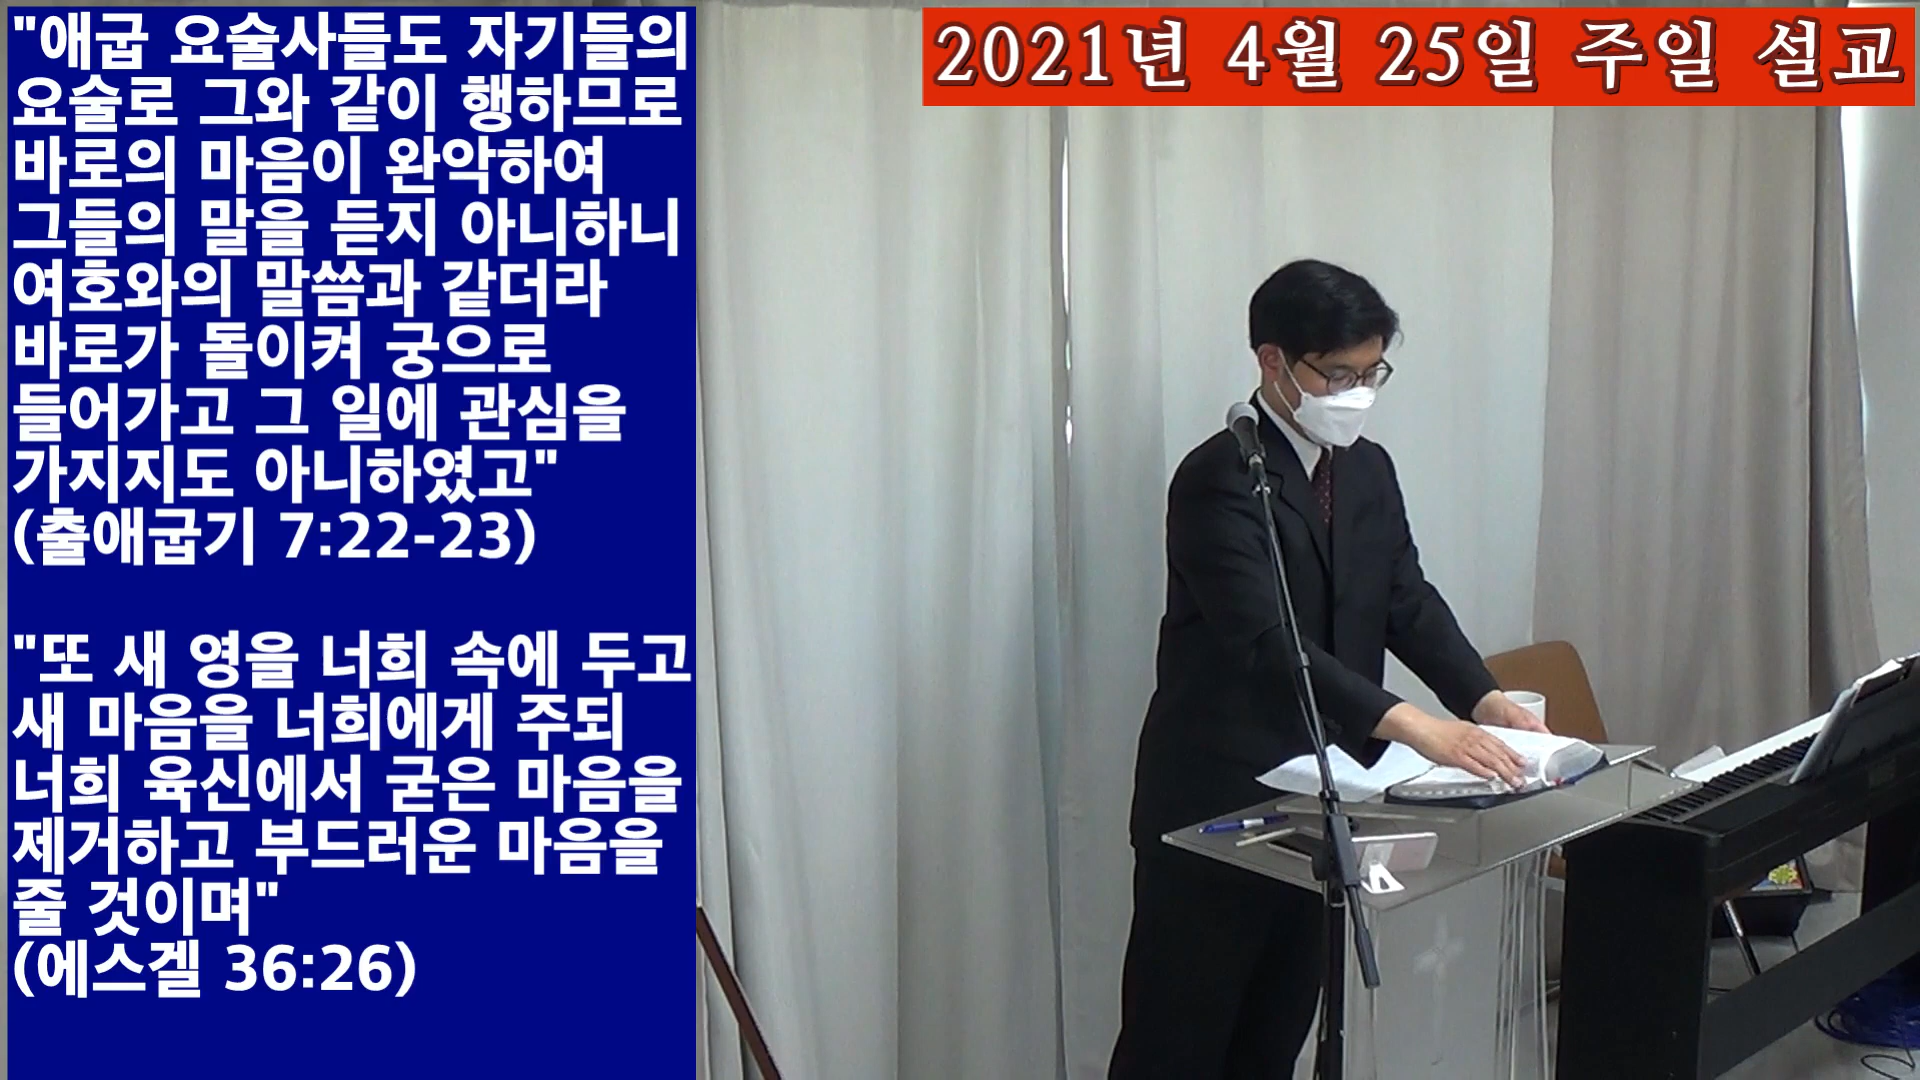 "애굽 요술사들도 자기들의
요술로 그와 같이 행하므로
바로의 마음이 완악하여
그들의 말을 듣지 아니하니
여호와의 말씀과 같더라
바로가 돌이켜 궁으로
들어가고 그 일에 관심을
가지지도 아니하였고"
(출애굽기 7:22-23)
"또 새 영을 너희 속에 두고
새 마음을 너희에게 주되
너희 육신에서 굳은 마음을
제거하고 부드러운 마음을
줄 것이며"
(에스겔 36:26)
2021년 4월 25일 주일 설교